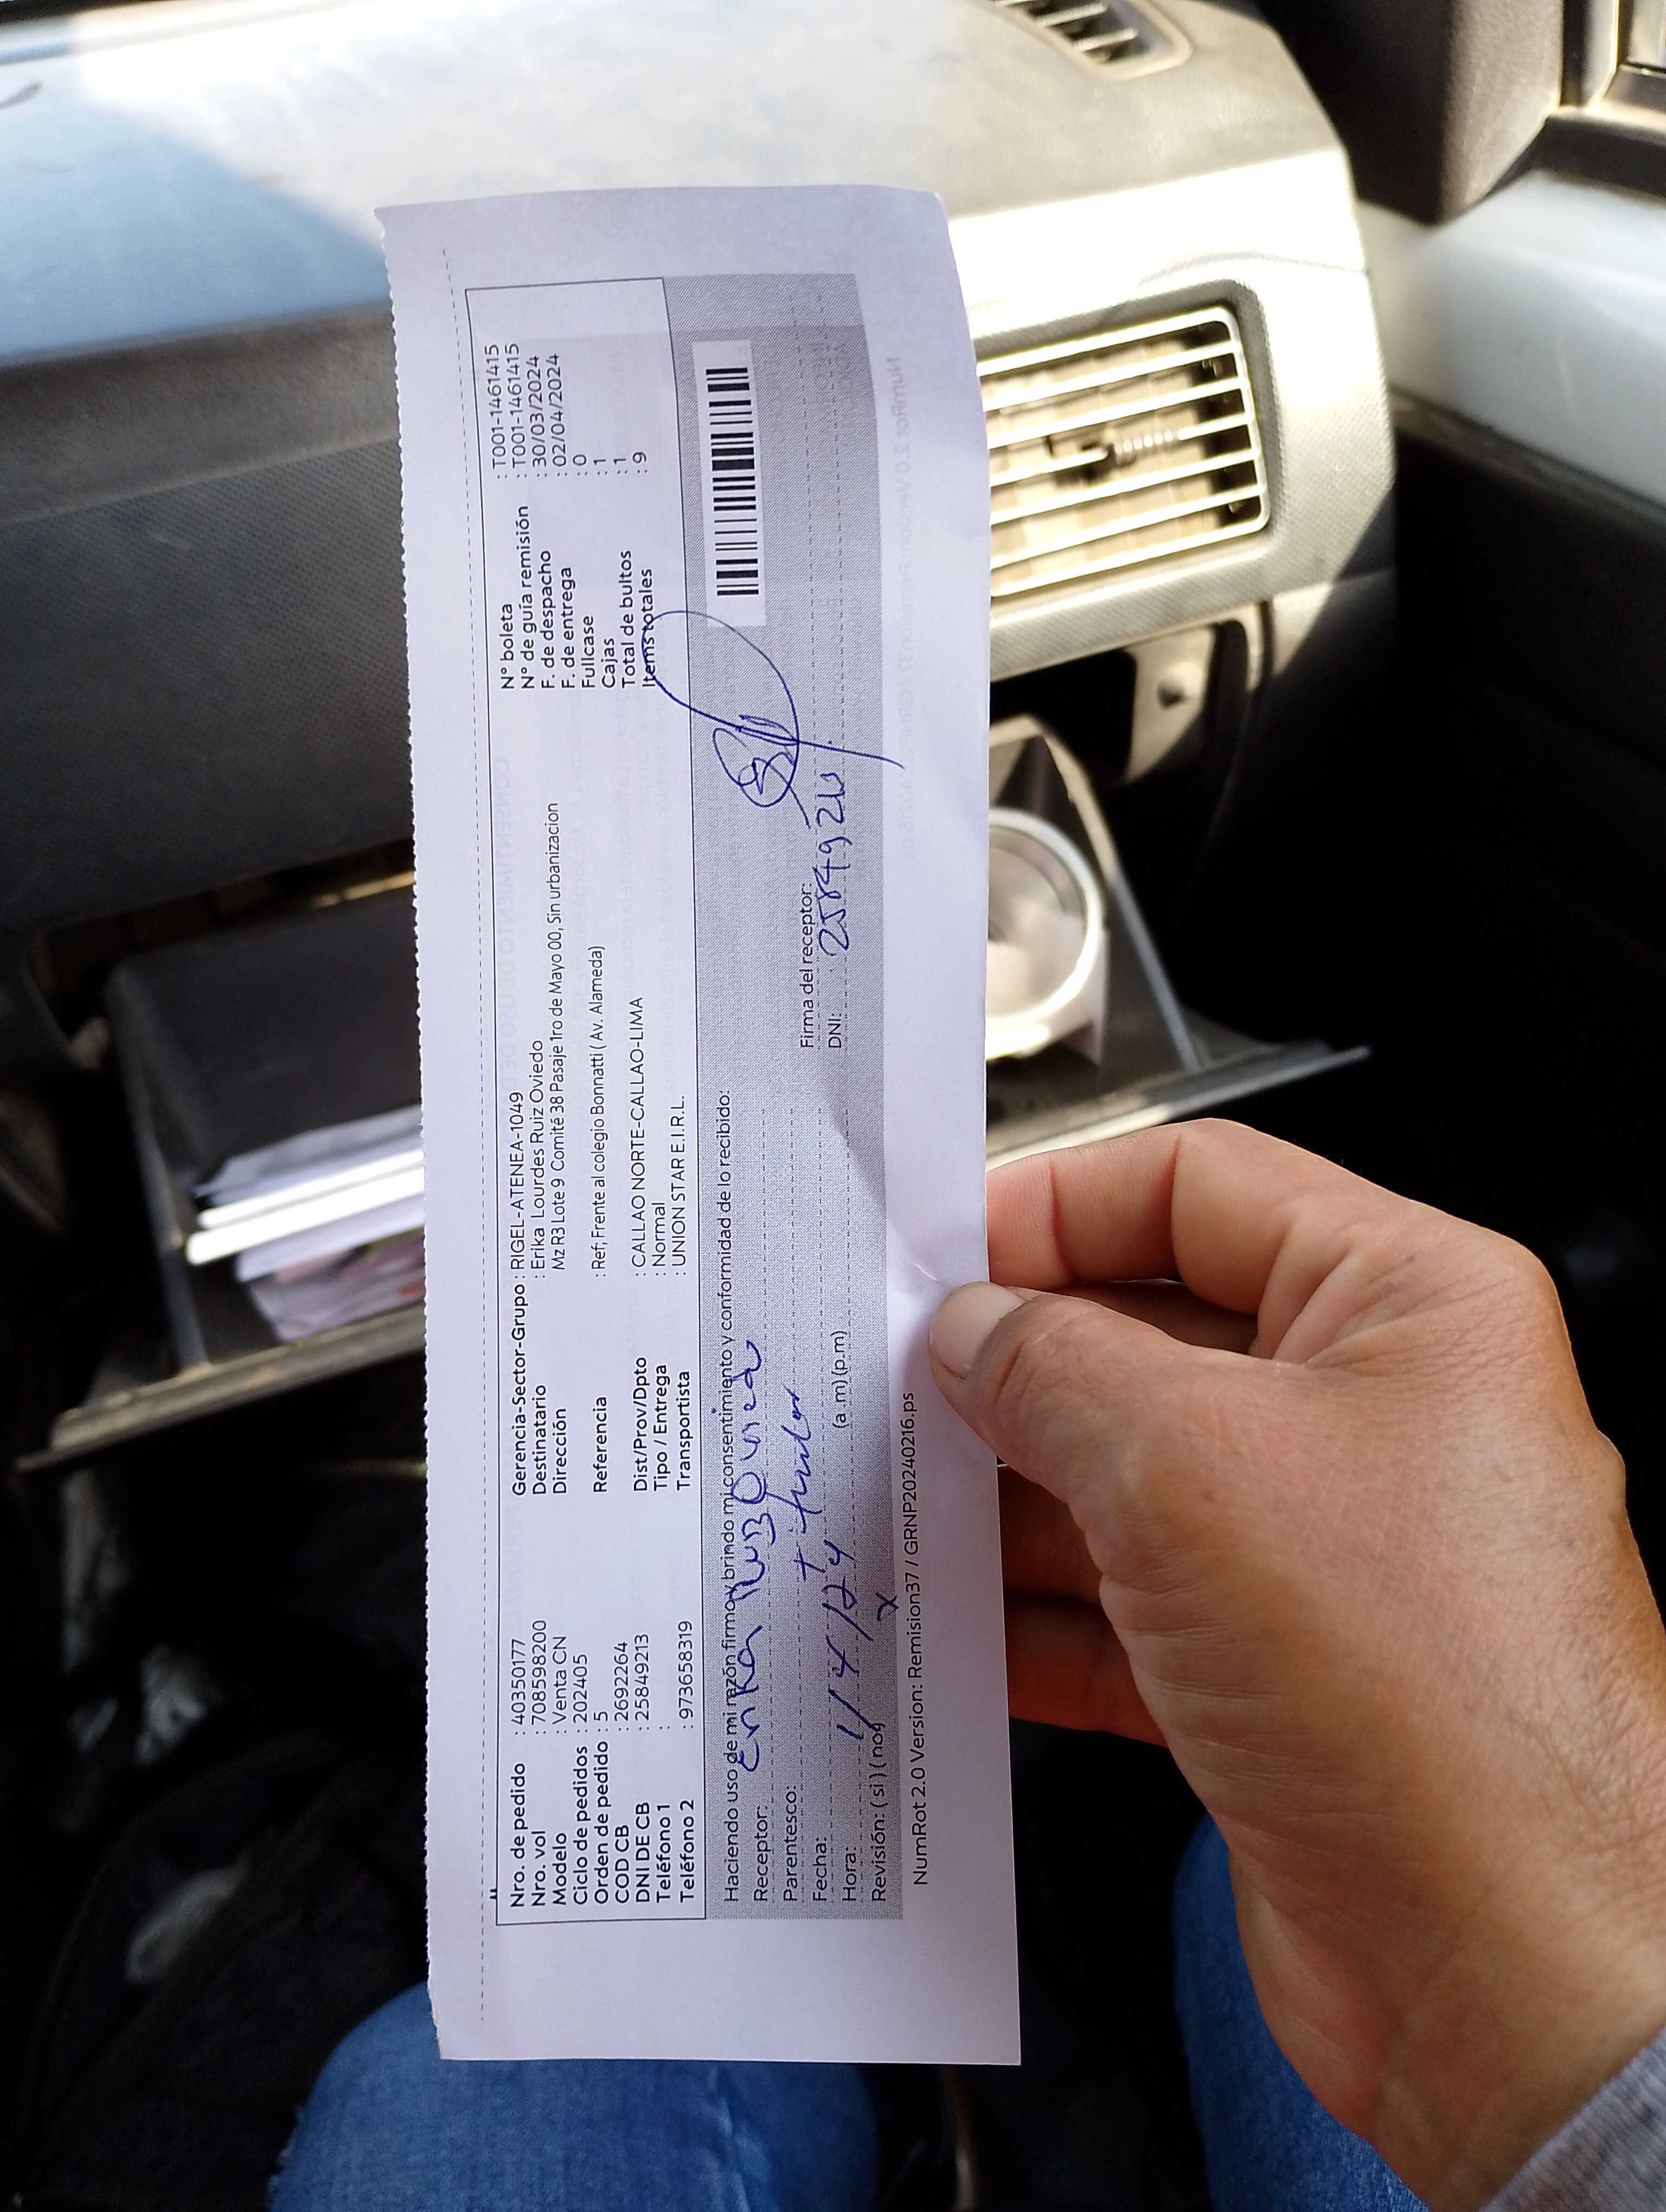 Nro. de pedido : 40350177
Nro. vol : 708598200
Modelo : Venta CN
Ciclo de pedidos : 202405
Orden de pedido : 5
COD CB : 2692264
DNI DE CB : 25849213
Teléfono 1 :
Teléfono 2 : 973658319
Gerencia-Sector-Grupo : RIGEL-ATENEA-1049
Destinatario : Erika Lourdes Ruiz Oviedo
Dirección Mz R3 Lote 9 Comité 38 Pasaje 1ro de Mayo 00, Sin urbanizacion
Referencia : Ref; Frente al colegio Bonnatti ( Av. Alameda)
Dist/Prov/Dpto : CALLAO NORTE-CALLAO-LIMA
Tipo / Entrega : Normal
Transportista : UNION STAR E.I.R.L.
N° boleta : T001-1461415
N° de guía remisión : T001-1461415
F. de despacho : 30/03/2024
F. de entrega : 02/04/2024
Fullcase : 0
Cajas : 1
Total de bultos : 1
Items totales : 9
Haciendo uso de mi razón firmo y brindo mi consentimiento y conformidad de lo recibido:
Receptor: Erika Ruiz Oviedo
Parentesco:
Fecha:
Hora: (a.m) (p.m)
Revisión: ( si ) ( no) x
Firma del receptor:
DNI:
NumRot 2.0 Version: Remision37 / GRNP20240216.ps